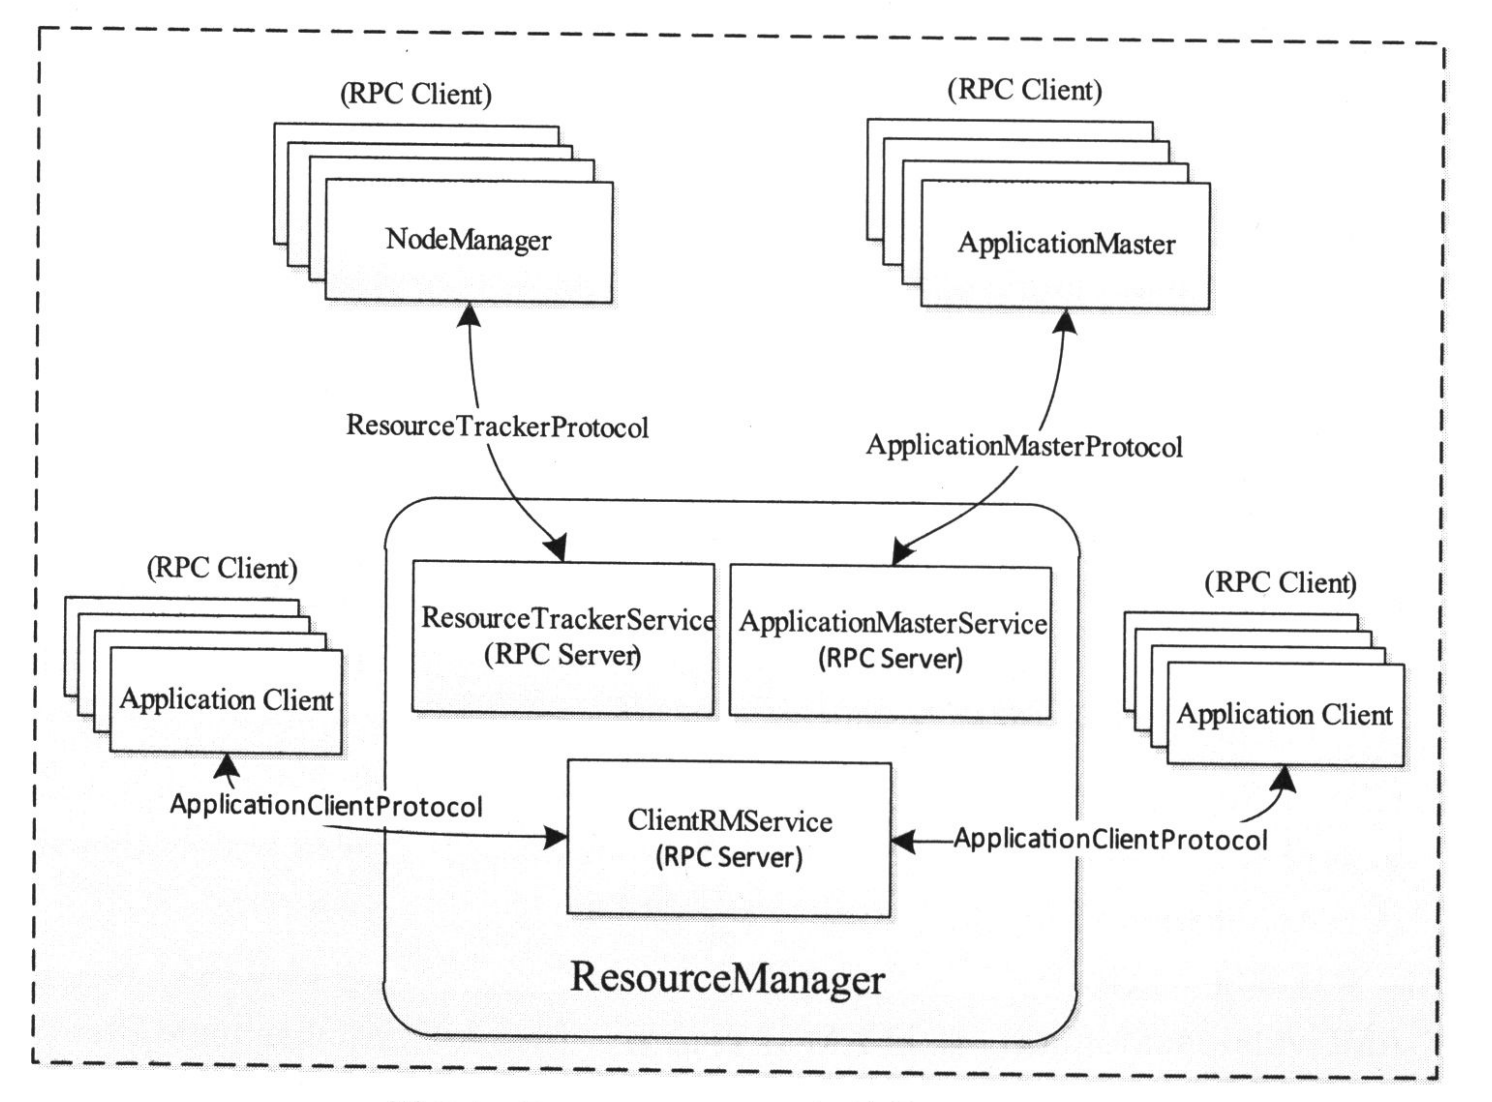 (RPC Client)
NodeManager
(RPC Client)
ApplicationMaster
ResourceTrackerProtocol
ApplicationMasterProtocol
(RPC Client)
Application Client
ResourceTrackerService
(RPC Server)
ApplicationMasterService
(RPC Server)
(RPC Client)
Application Client
ApplicationClientProtocol
ClientRMService
(RPC Server)
ApplicationClientProtocol
ResourceManager